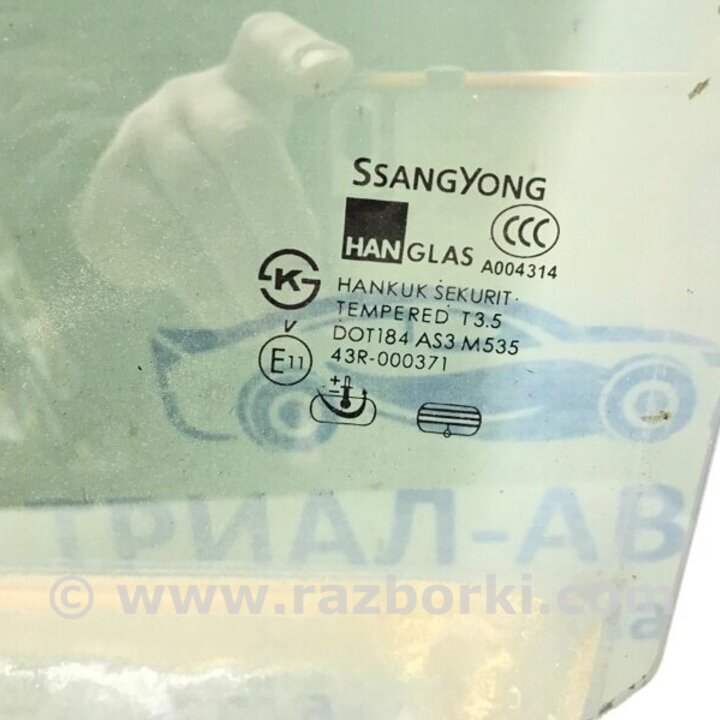 SSANGYONG
HANGLAS
CCC
A004314
K
HANKUK SEKURIT
TEMPERED T3.5
DOT184 AS3 M535
V
E11
43R-000371
+
-
ТРИАЛ-АВ
© www.razborki.com